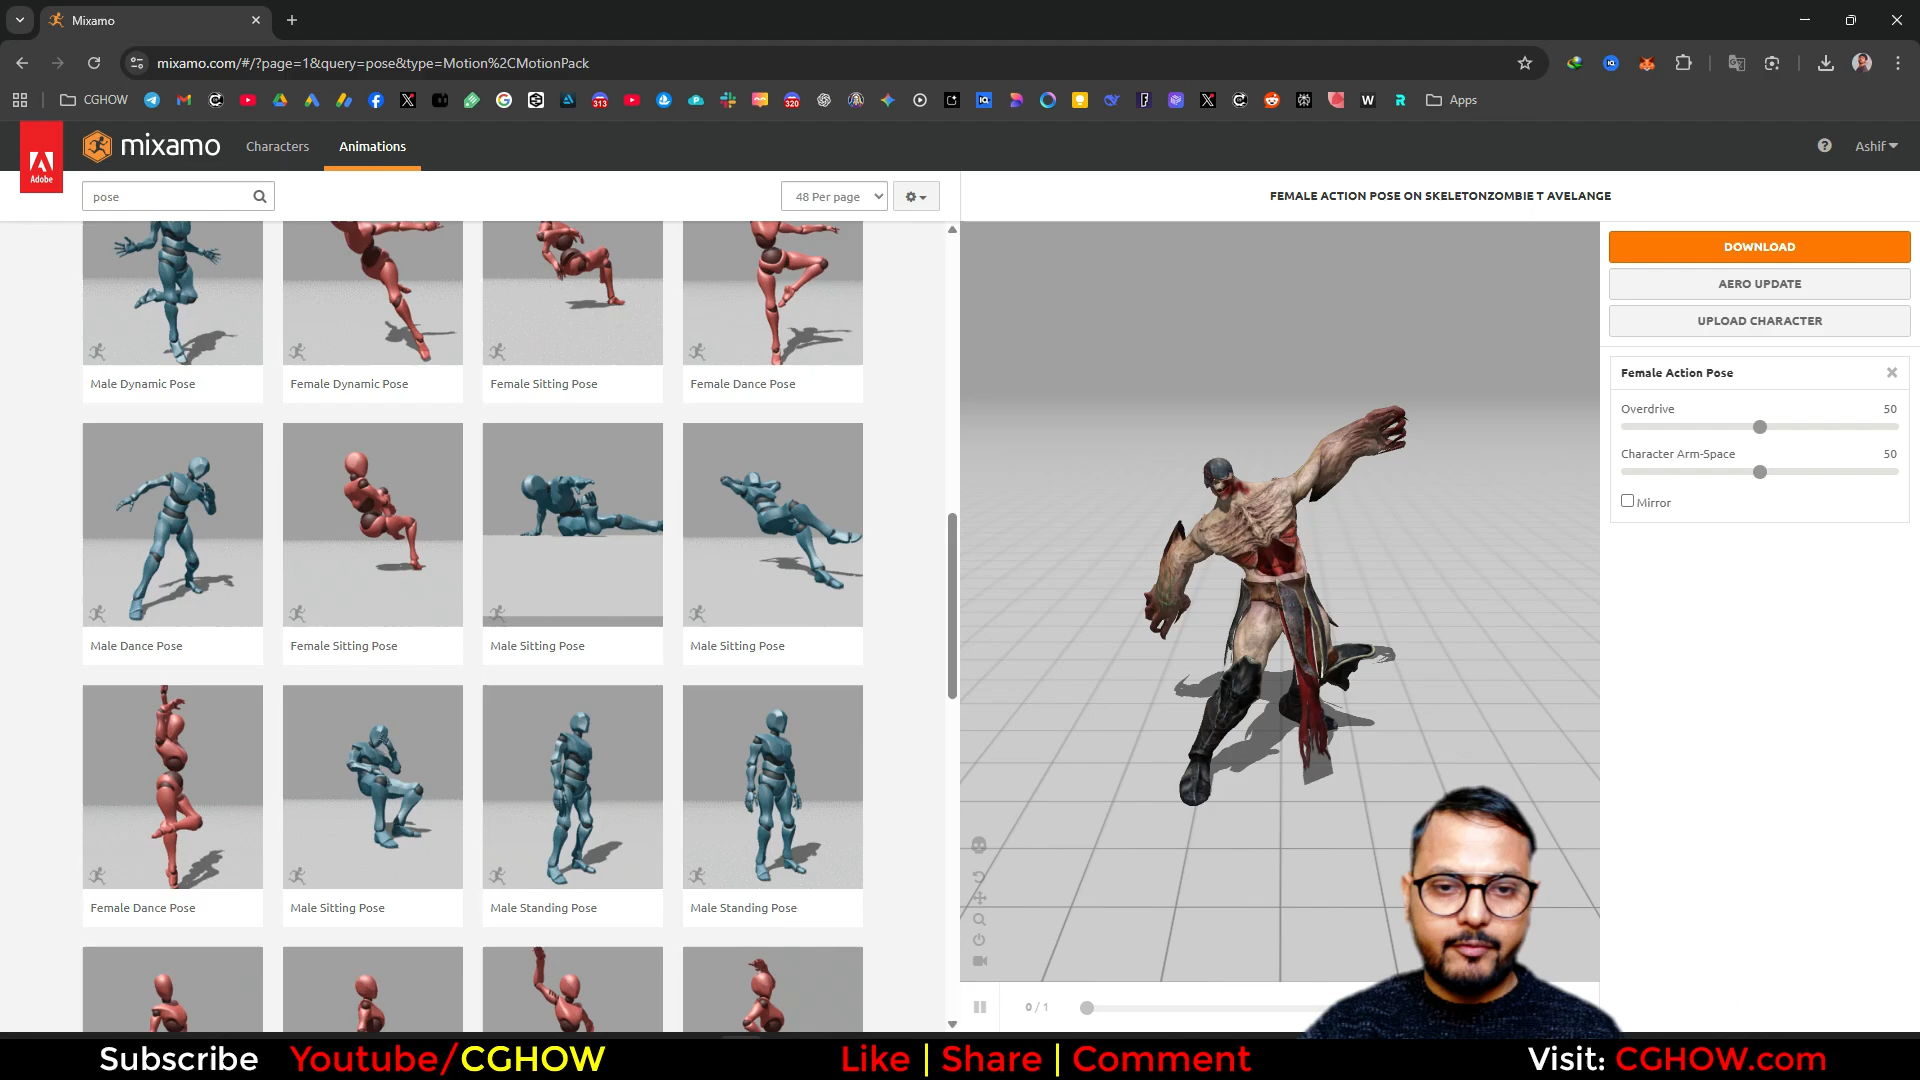 Mixamo
mixamo.com/#/?page=1&query=pose&type=Motion%2CMotionPack
CGHOW
313
320
Apps
Adobe
mixamo
Characters
Animations
Ashif
pose
48 Per page
FEMALE ACTION POSE ON SKELETONZOMBIE T AVELANGE
DOWNLOAD
AERO UPDATE
UPLOAD CHARACTER
Female Action Pose
Overdrive 50
Character Arm-Space 50
Mirror
Male Dynamic Pose
Female Dynamic Pose
Female Sitting Pose
Female Dance Pose
Male Dance Pose
Female Sitting Pose
Male Sitting Pose
Male Sitting Pose
Female Dance Pose
Male Sitting Pose
Male Standing Pose
Male Standing Pose
0 / 1
Subscribe Youtube/CGHOW
Like | Share | Comment
Visit: CGHOW.com